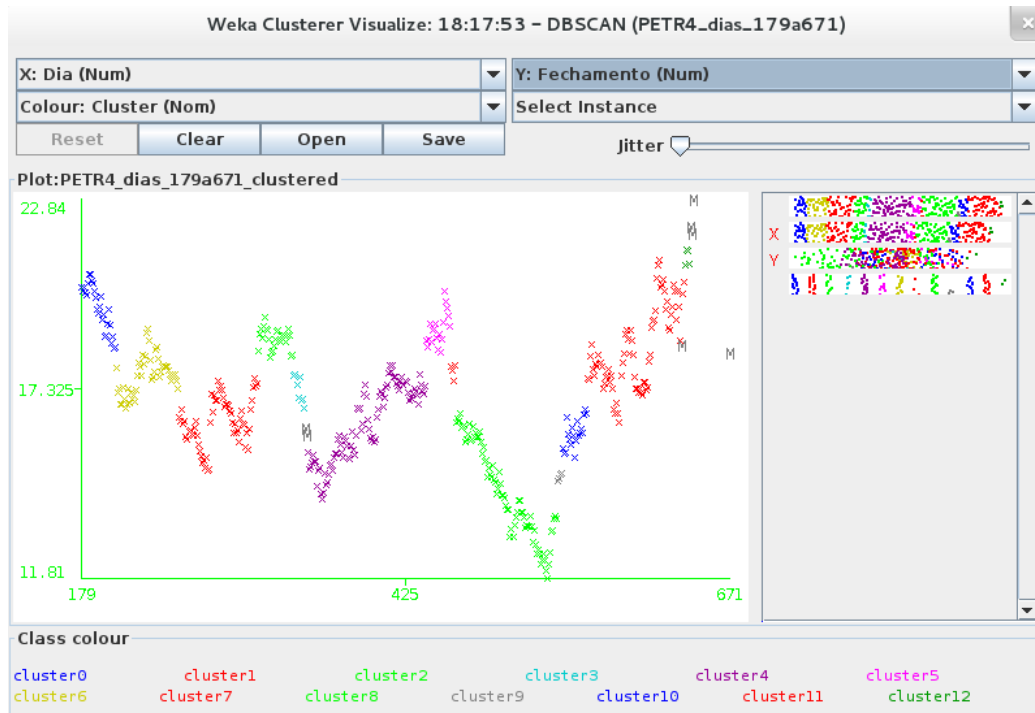 Weka Clusterer Visualize: 18:17:53 – DBSCAN (PETR4_dias_179a671)
X: Dia (Num) Y: Fechamento (Num)
Colour: Cluster (Nom) Select Instance
Reset Clear Open Save Jitter
Plot:PETR4_dias_179a671_clustered
22.84
M
M
M
X
Y
M
M
17.325
11.81
179 425 671
Class colour
cluster0 cluster1 cluster2 cluster3 cluster4 cluster5
cluster6 cluster7 cluster8 cluster9 cluster10 cluster11 cluster12